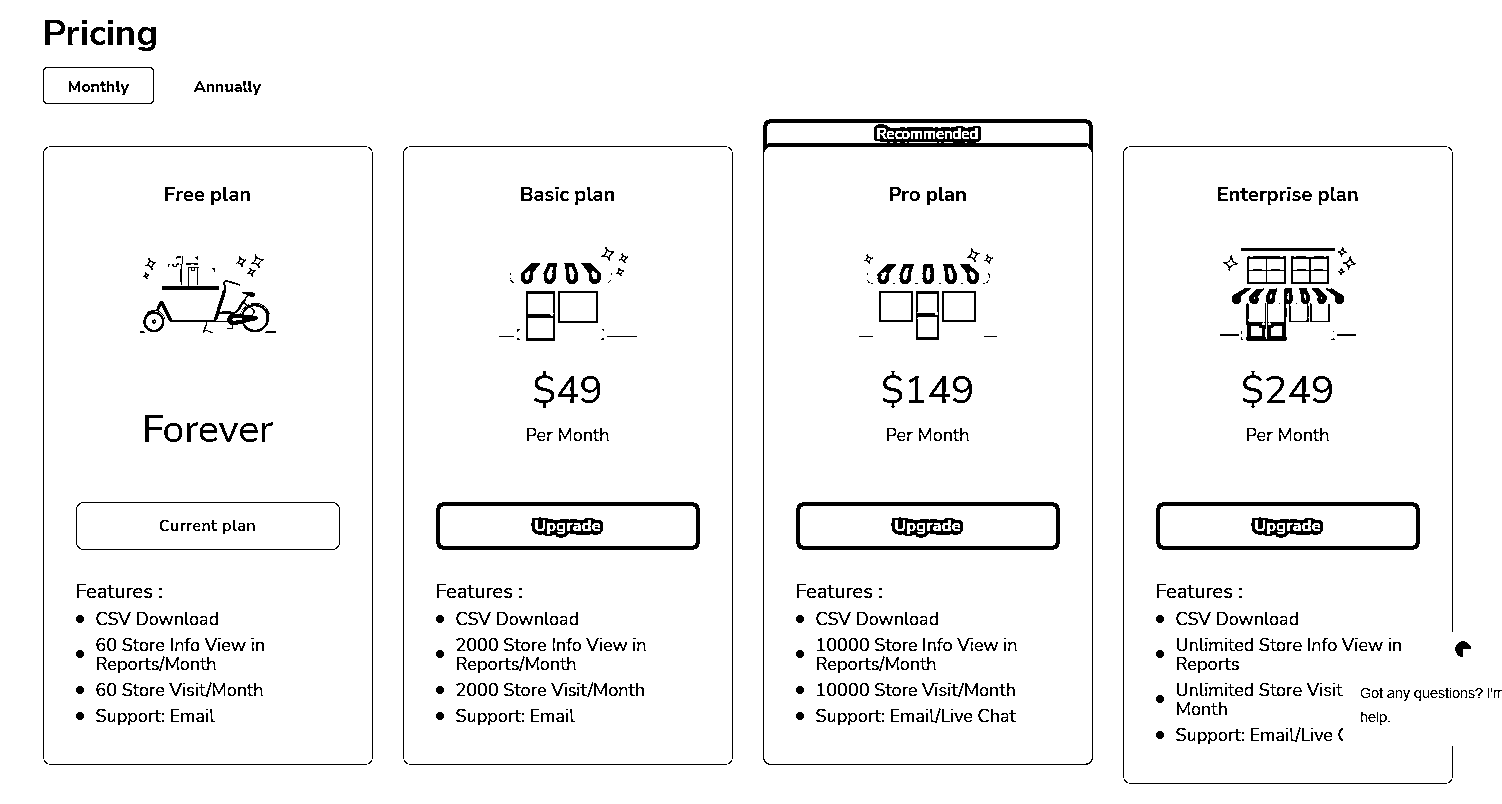 Pricing
Monthly
Annually
Recommended
Free plan
Forever
Current plan
Features :
CSV Download
60 Store Info View in
Reports/Month
60 Store Visit/Month
Support: Email
Basic plan
$49
Per Month
Upgrade
Features :
CSV Download
2000 Store Info View in
Reports/Month
2000 Store Visit/Month
Support: Email
Pro plan
$149
Per Month
Upgrade
Features :
CSV Download
10000 Store Info View in
Reports/Month
10000 Store Visit/Month
Support: Email/Live Chat
Enterprise plan
$249
Per Month
Upgrade
Features :
CSV Download
Unlimited Store Info View in
Reports
Unlimited Store Visit
Month
Support: Email/Live
Got any questions? I'm
help.